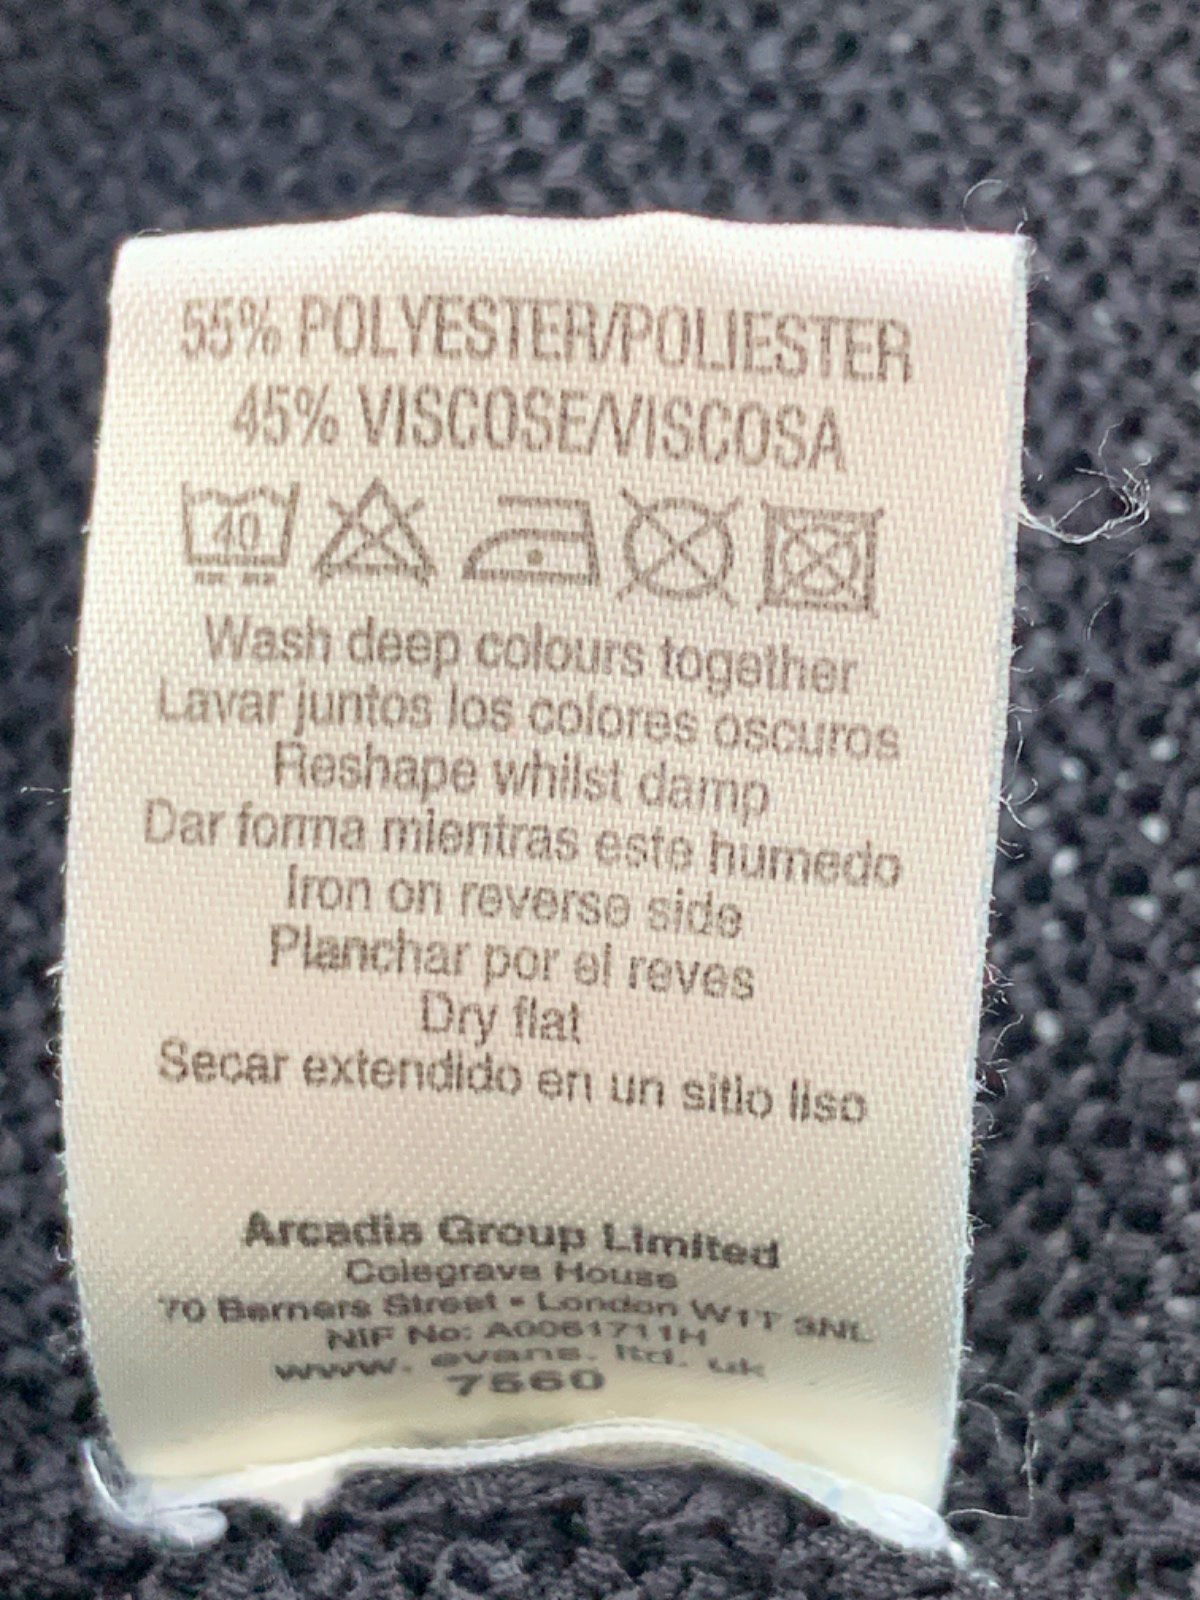 55% POLYESTER/POLIESTER
45% VISCOSE/VISCOSA
40
Wash deep colours together
Lavar juntos los colores oscuros
Reshape whilst damp
Dar forma mientras este humedo
Iron on reverse side
Planchar por el reves
Dry flat
Secar extendido en un sitio liso
Arcadia Group Limited
Colegrave House
70 Berners Street - London W1T 3NL
NIF No: A0061711H
www. evans. ltd. uk
7560